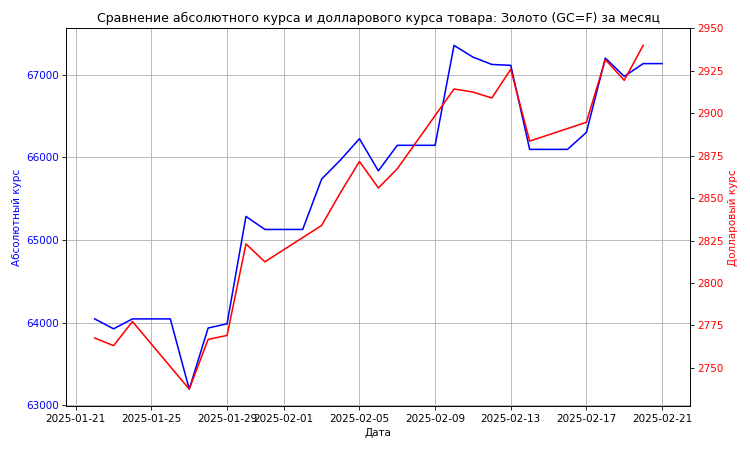 Сравнение абсолютного курса и долларового курса товара: Золото (GC=F) за месяц
Абсолютный курс
67000
66000
65000
64000
63000
2950
2925
2900
2875
2850
2825
2800
2775
2750
Долларовый курс
2025-01-21 2025-01-25 2025-01-29 2025-02-01 2025-02-05 2025-02-09 2025-02-13 2025-02-17 2025-02-21
Дата